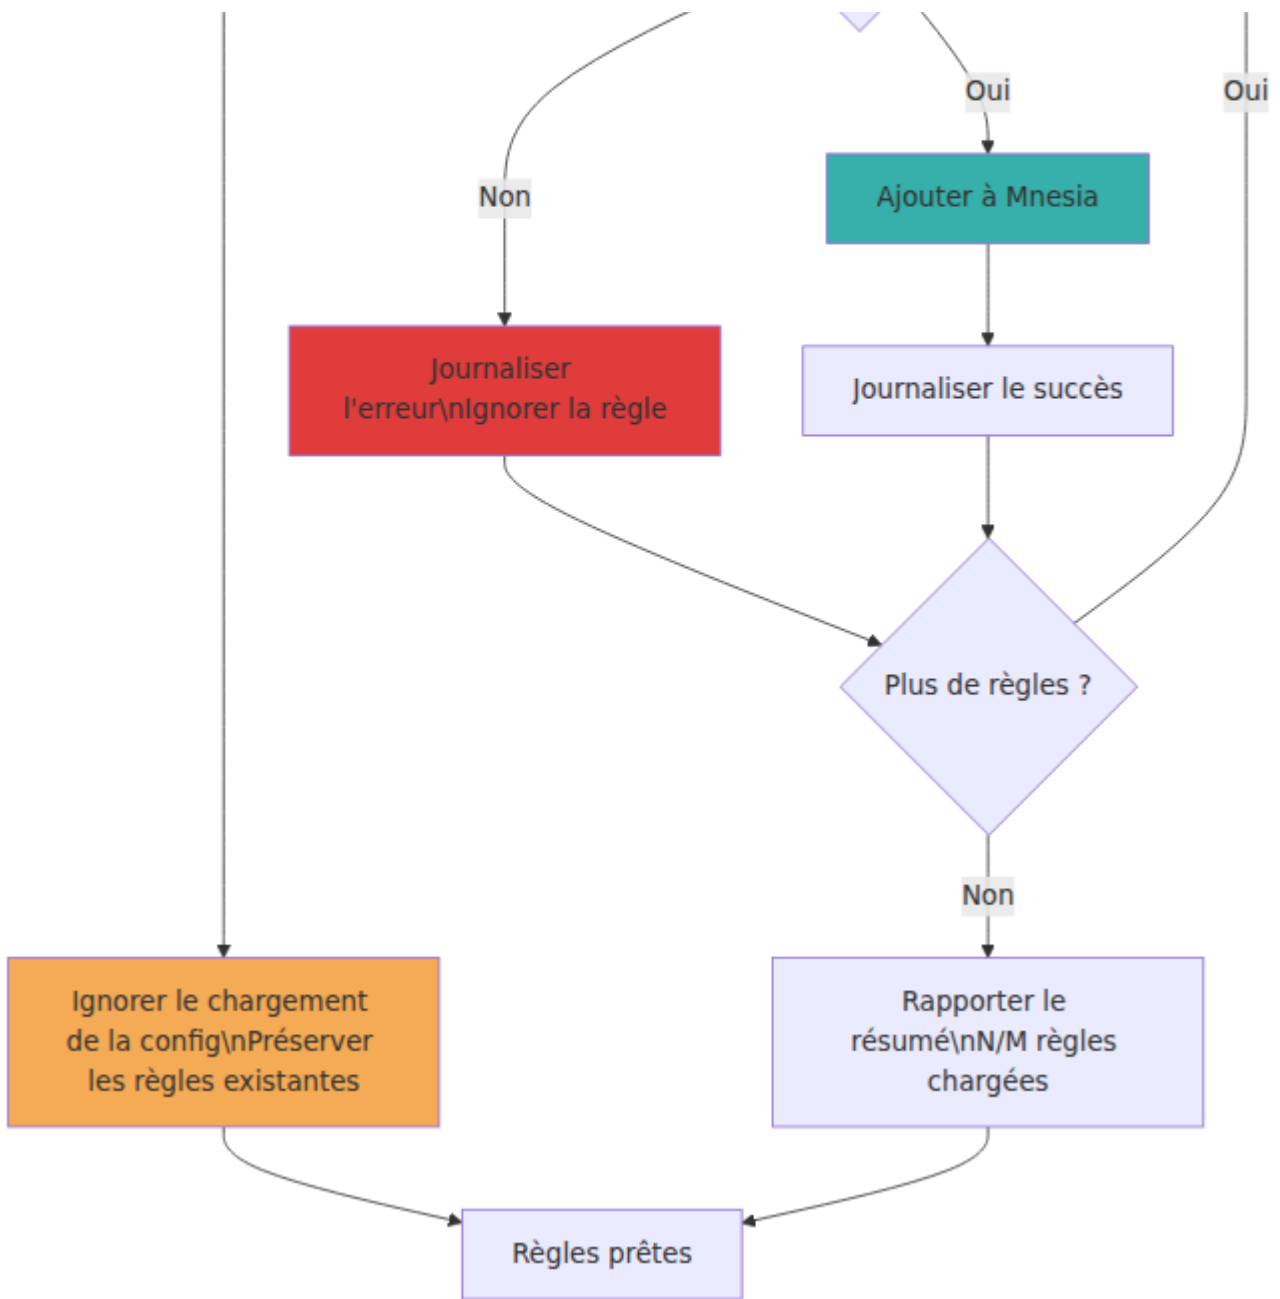 Oui
Oui
Non
Ajouter à Mnesia
Journaliser
l'erreur\nIgnorer la règle
Journaliser le succès
Plus de règles ?
Non
Ignorer le chargement
de la config\nPréserver
les règles existantes
Rapporter le
résumé\nN/M règles
chargées
Règles prêtes